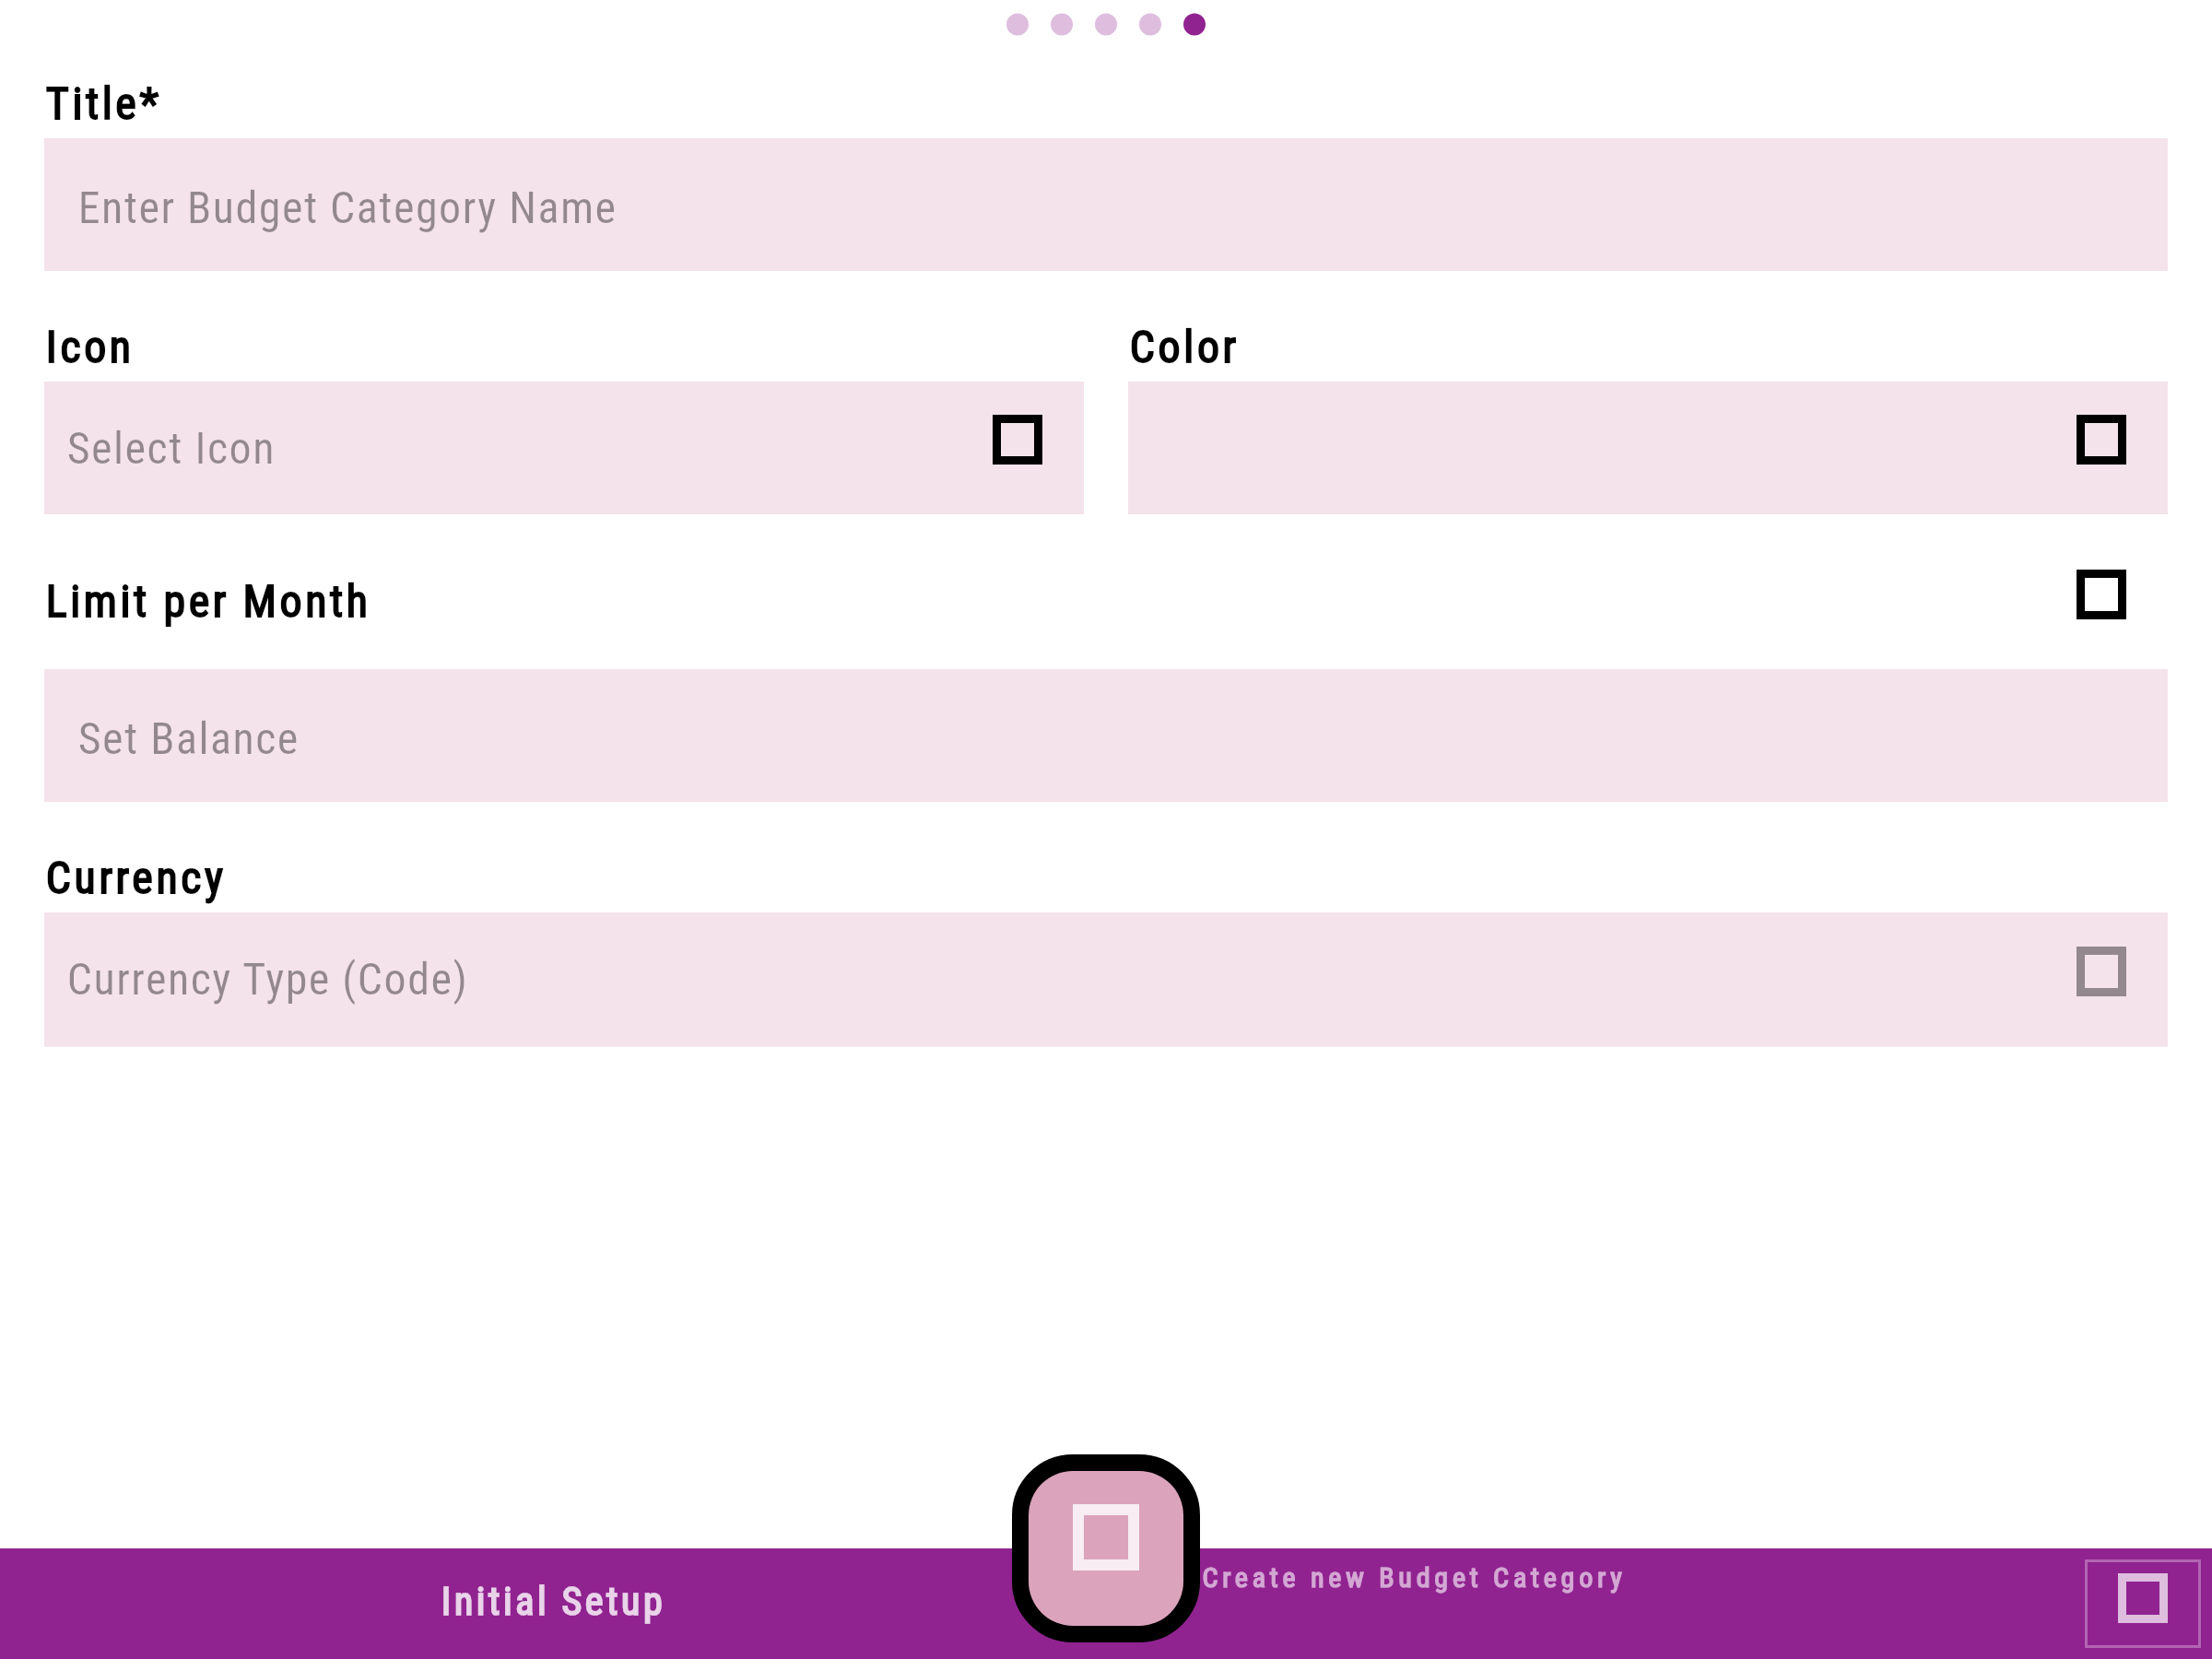 Title*
Enter Budget Category Name
Icon
Color
Select Icon
Limit per Month
Set Balance
Currency
Currency Type (Code)
Initial Setup
Create new Budget Category